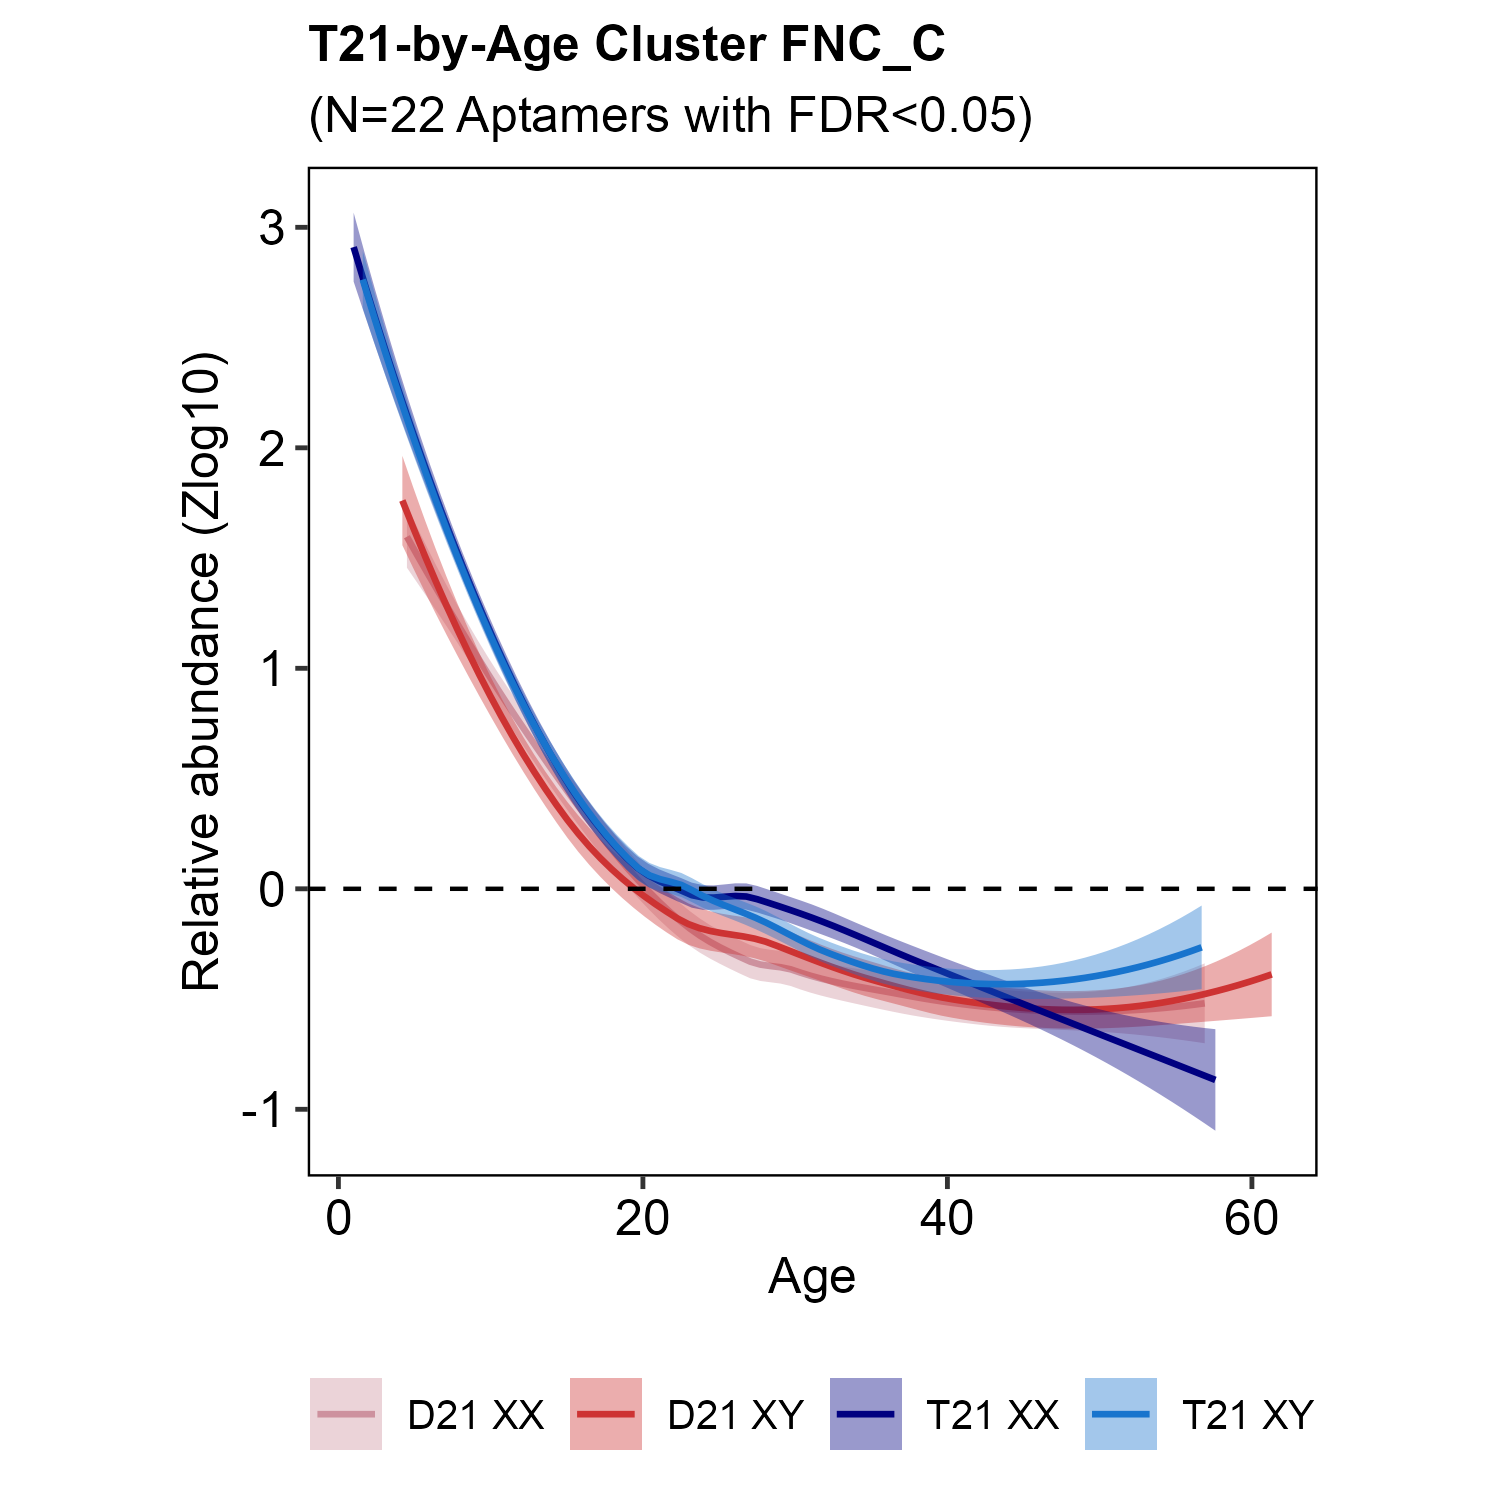 T21-by-Age Cluster FNC_C
(N=22 Aptamers with FDR<0.05)
Relative abundance (Zlog10)
3
2
1
0
-1
0 20 40 60
Age
D21 XX D21 XY T21 XX T21 XY